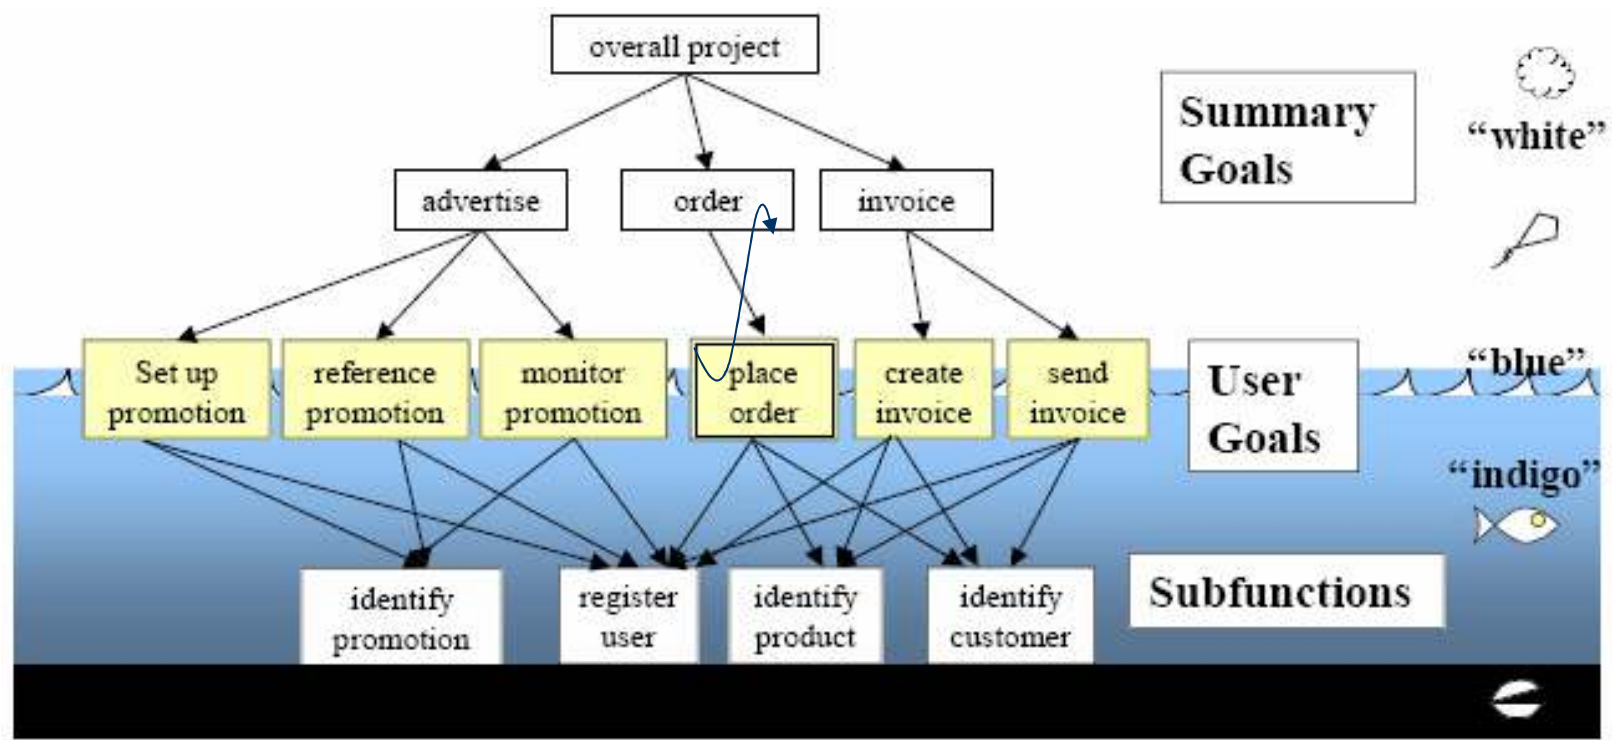 overall project
Summary
Goals
“white”
advertise
order
invoice
Set up
promotion
reference
promotion
monitor
promotion
place
order
create
invoice
send
invoice
User
Goals
“blue”
“indigo”
identify
promotion
register
user
identify
product
identify
customer
Subfunctions